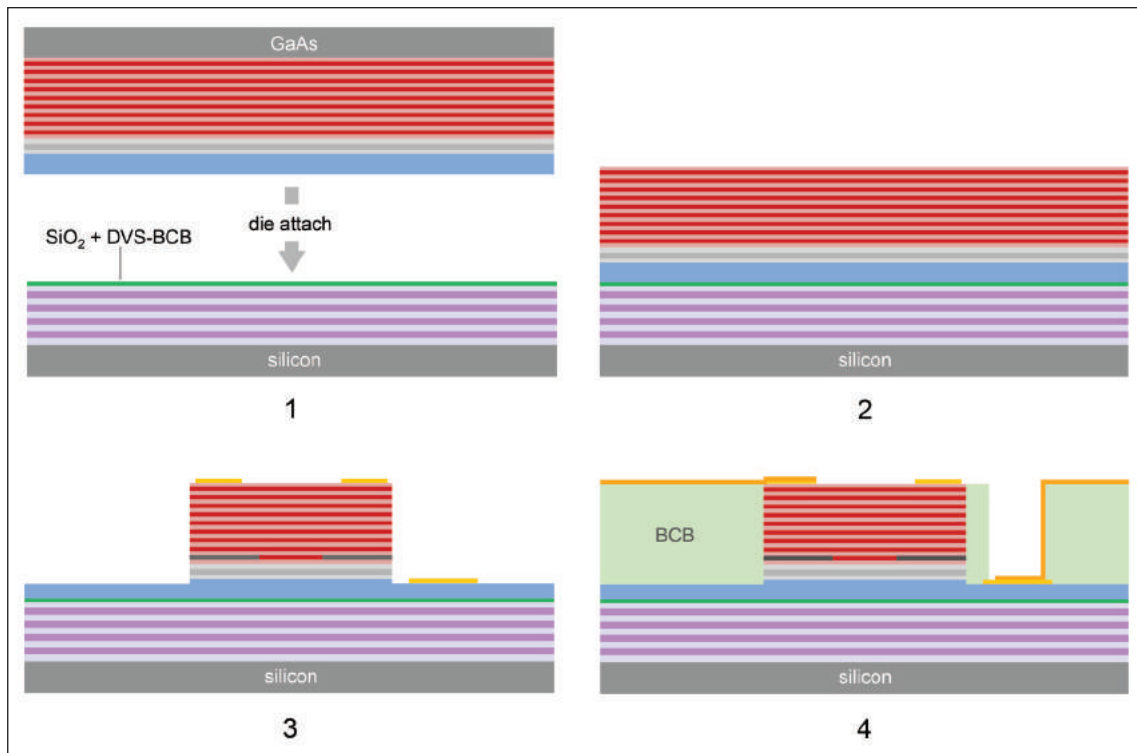 GaAs
die attach
SiO₂ + DVS-BCB
silicon
1
silicon
2
silicon
3
BCB
silicon
4